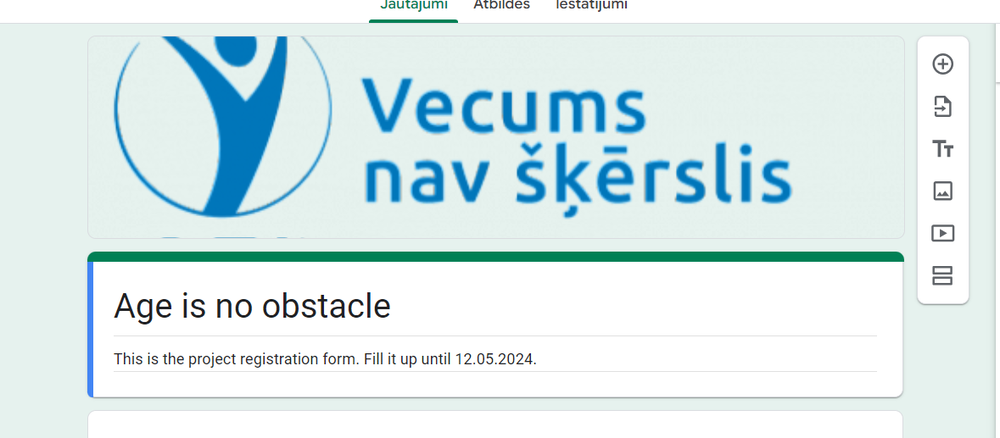 Jautājumi Atbildes Iestatījumi
Vecums
nav šķērslis
Age is no obstacle
This is the project registration form. Fill it up until 12.05.2024.